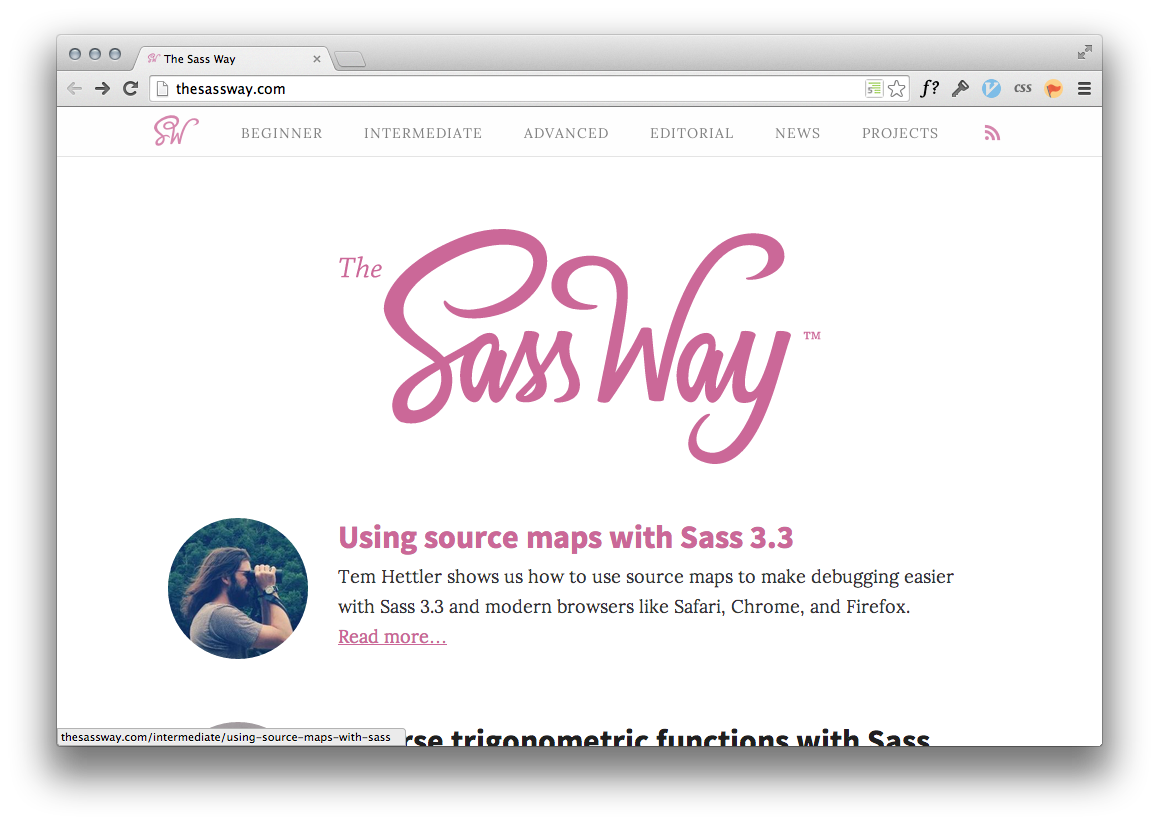 The Sass Way
thesassway.com
f?
CSS
SW
BEGINNER INTERMEDIATE ADVANCED EDITORIAL NEWS PROJECTS
The
Sass Way ™
Using source maps with Sass 3.3
Tem Hettler shows us how to use source maps to make debugging easier
with Sass 3.3 and modern browsers like Safari, Chrome, and Firefox.
Read more...
rse trigonometric functions with Sass
thesassway.com/intermediate/using-source-maps-with-sass